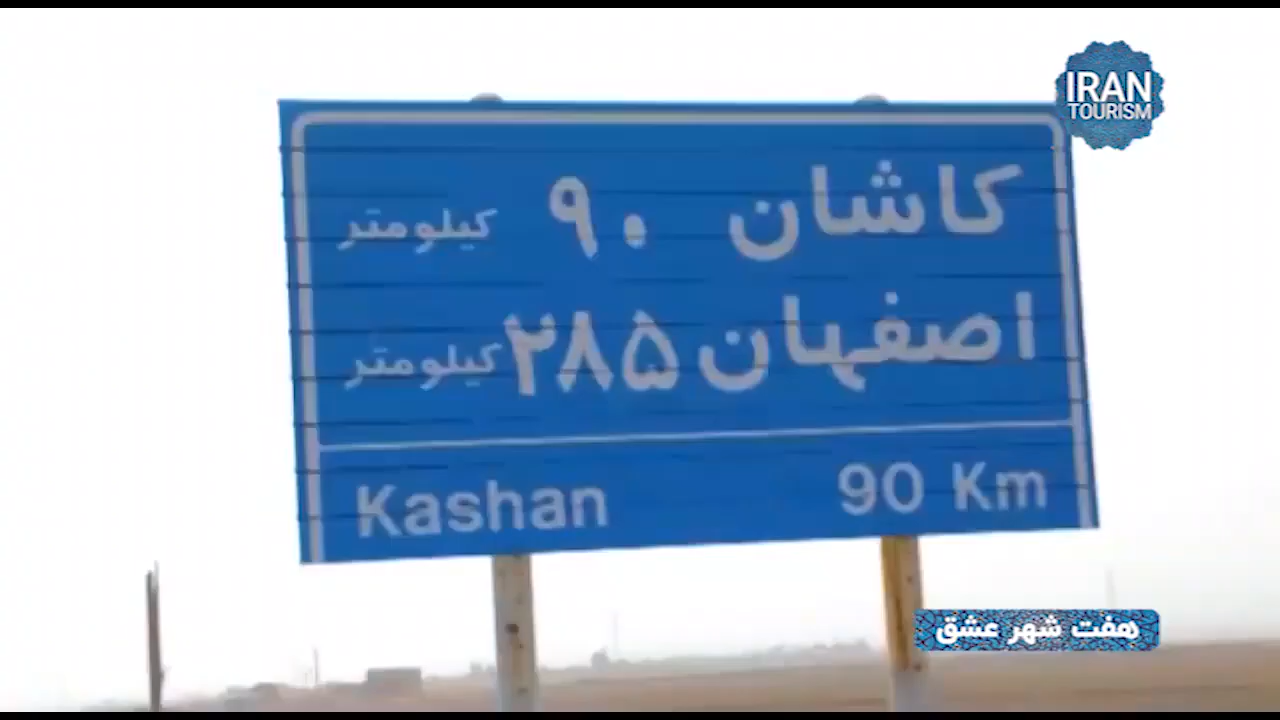 IRAN
TOURISM
کاشان ۹۰ کیلومتر
اصفهان ۲۸۵ کیلومتر
Kashan 90 Km
هفت شهر عشق